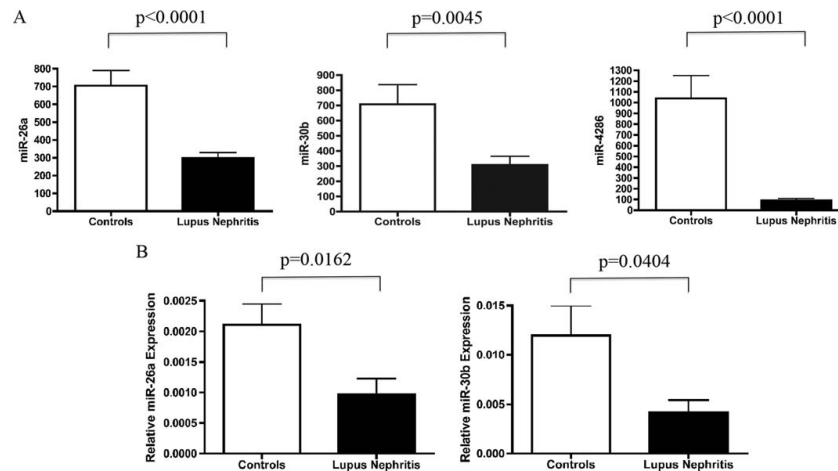 A
p<0.0001
p=0.0045
p<0.0001
miR-26a
800
700
600
500
400
300
200
100
0
Controls
Lupus Nephritis
miR-30b
900
800
700
600
500
400
300
200
100
0
Controls
Lupus Nephritis
miR-4286
1300
1200
1100
1000
900
800
700
600
500
400
300
200
100
0
Controls
Lupus Nephritis
B
p=0.0162
p=0.0404
Relative miR-26a Expression
0.0025
0.0020
0.0015
0.0010
0.0005
0.0000
Controls
Lupus Nephritis
Relative miR-30b Expression
0.015
0.010
0.005
0.000
Controls
Lupus Nephritis